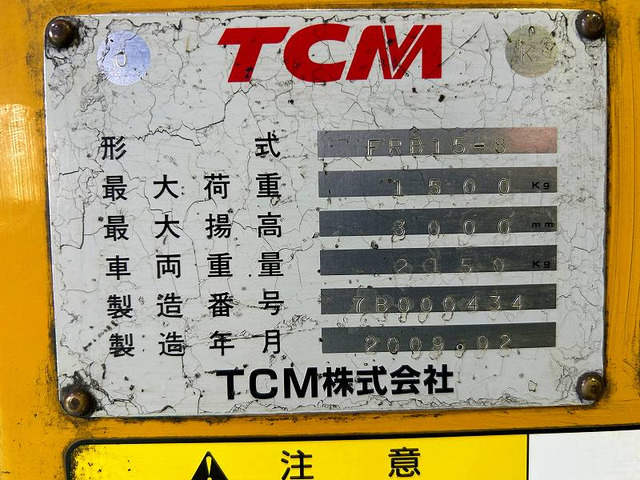 TCM
形式 FRB15-8
最大荷重 1500 Kg
最大揚高 3000 mm
車両重量 2150 Kg
製造番号 7B000434
製造年月 2009.02
TCM株式会社
注意